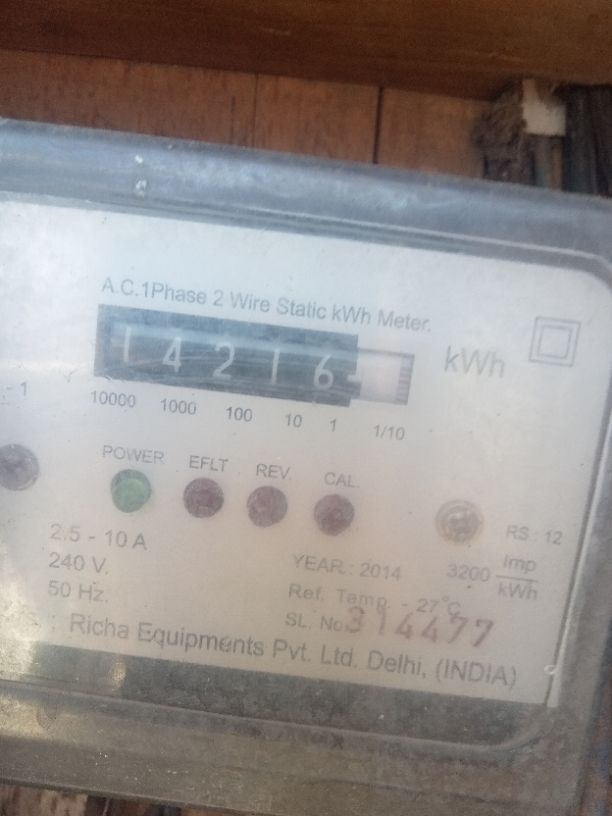 A.C.1Phase 2 Wire Static kWh Meter.
14216 kWh
- 1 10000 1000 100 10 1 1/10
POWER EFLT REV. CAL.
RS : 12
2.5 - 10 A
240 V.
50 Hz.
YEAR : 2014
3200 Imp/kWh
Ref. Temp. - 27°C
SL. No 314477
Richa Equipments Pvt. Ltd. Delhi, (INDIA)